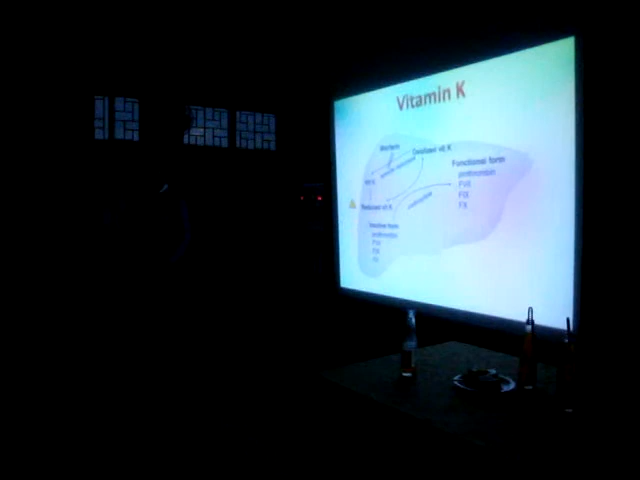 Vitamin K
Oxidized vit K
Functional form
prothrombin
FVII
FIX
FX
Reduced vit K
Inactive form
prothrombin
FVII
FIX
FX